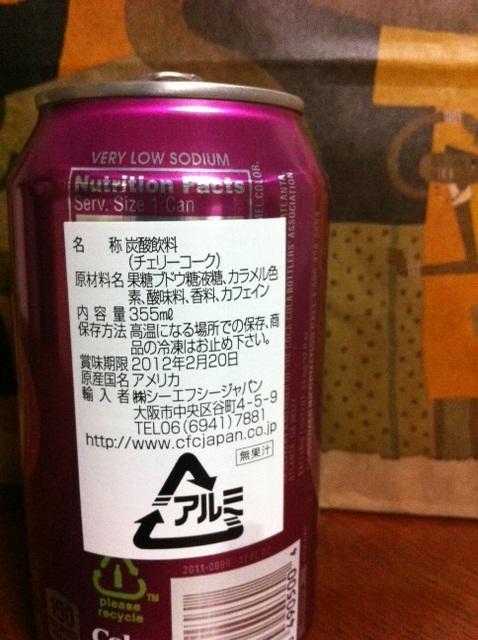 VERY LOW SODIUM
Nutrition Facts
Serv. Size 1 Can
名 称 炭酸飲料
(チェリーコーク)
原材料名 果糖ブドウ糖液糖、カラメル色
素、酸味料、香料、カフェイン
内 容 量 355mℓ
保存方法 高温になる場所での保存、商
品の冷凍はお止め下さい。
賞味期限 2012年2月20日
原産国名 アメリカ
輸 入 者 ㈱シーエフシージャパン
大阪市中央区谷町4-5-9
TEL06(6941)7881
http://www.cfcjapan.co.jp
無果汁
アルミ
please
recycle
TM
2011-0099
490500